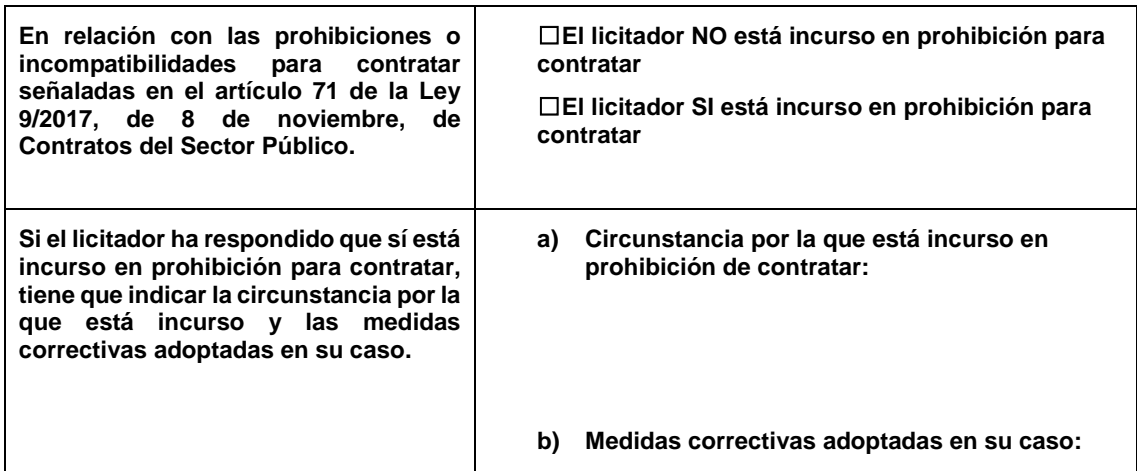 En relación con las prohibiciones o
incompatibilidades para contratar
señaladas en el artículo 71 de la Ley
9/2017, de 8 de noviembre, de
Contratos del Sector Público.
☐El licitador NO está incurso en prohibición para
contratar
☐El licitador SI está incurso en prohibición para
contratar
Si el licitador ha respondido que sí está
incurso en prohibición para contratar,
tiene que indicar la circunstancia por la
que está incurso y las medidas
correctivas adoptadas en su caso.
a) Circunstancia por la que está incurso en
prohibición de contratar:
b) Medidas correctivas adoptadas en su caso: